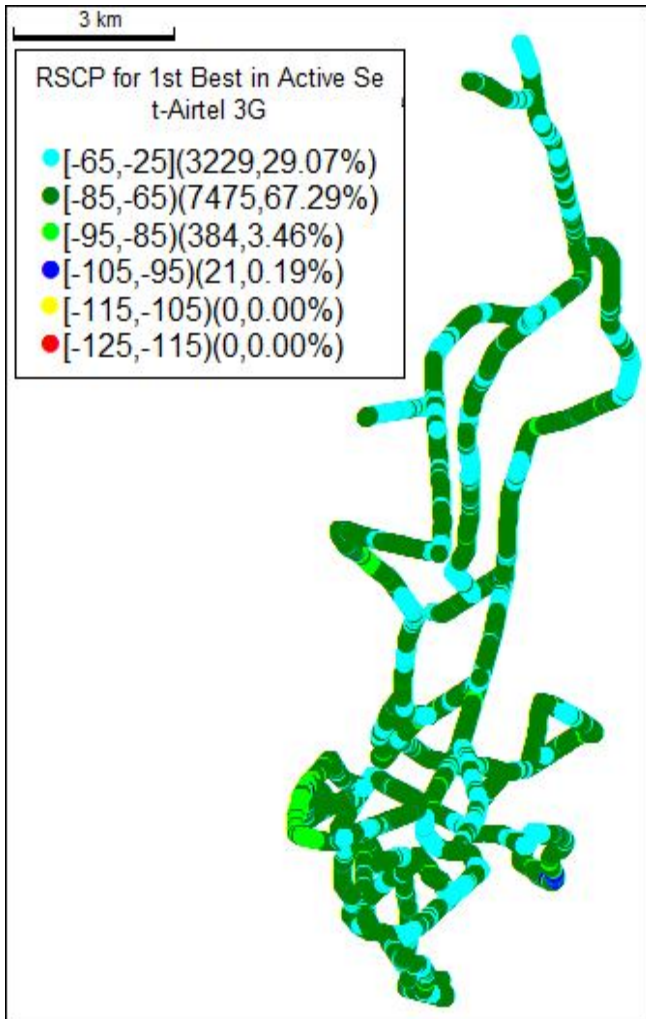 3 km
RSCP for 1st Best in Active Se
t-Airtel 3G
[-65,-25](3229,29.07%)
[-85,-65)(7475,67.29%)
[-95,-85)(384,3.46%)
[-105,-95)(21,0.19%)
[-115,-105)(0,0.00%)
[-125,-115)(0,0.00%)